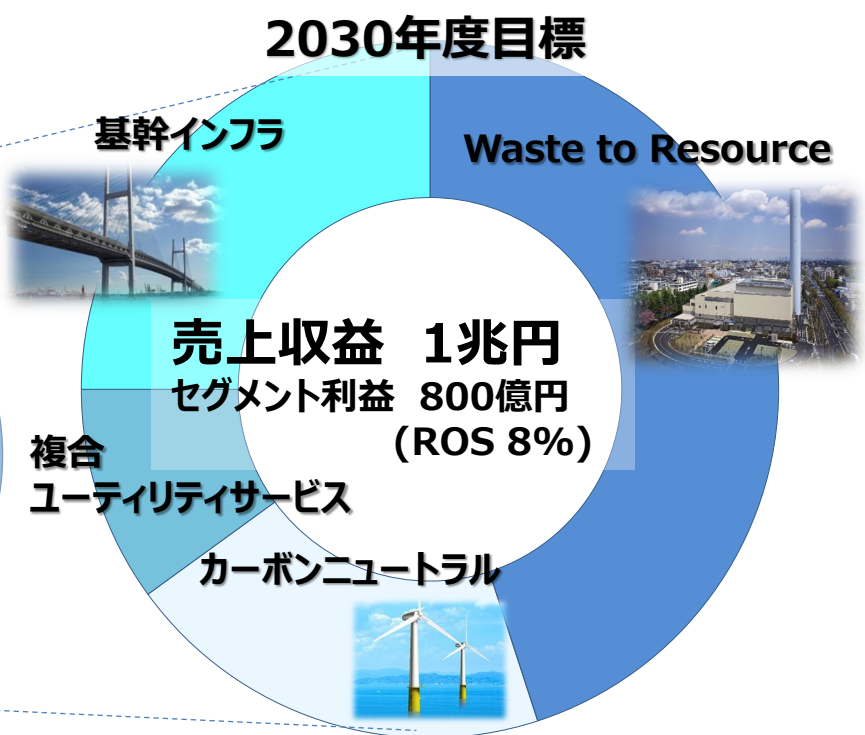 2030年度目標
基幹インフラ
Waste to Resource
売上収益 1兆円
セグメント利益 800億円
(ROS 8%)
複合
ユーティリティサービス
カーボンニュートラル